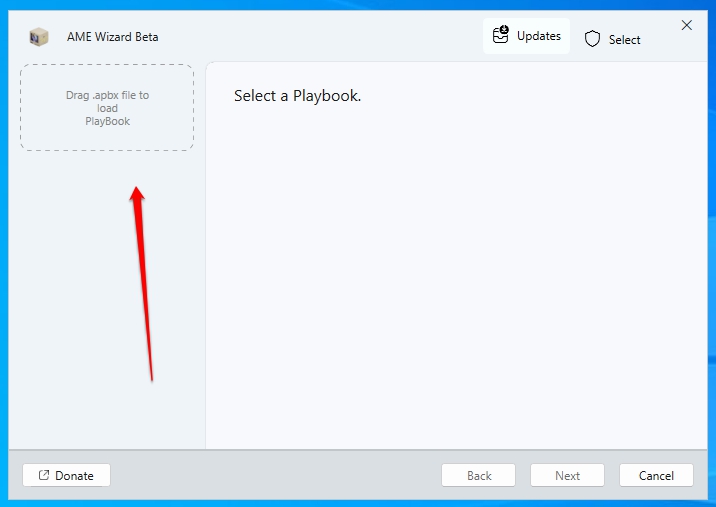 AME Wizard Beta
Updates
Select
Drag .apbx file to
load
PlayBook
Select a Playbook.
Donate
Back
Next
Cancel